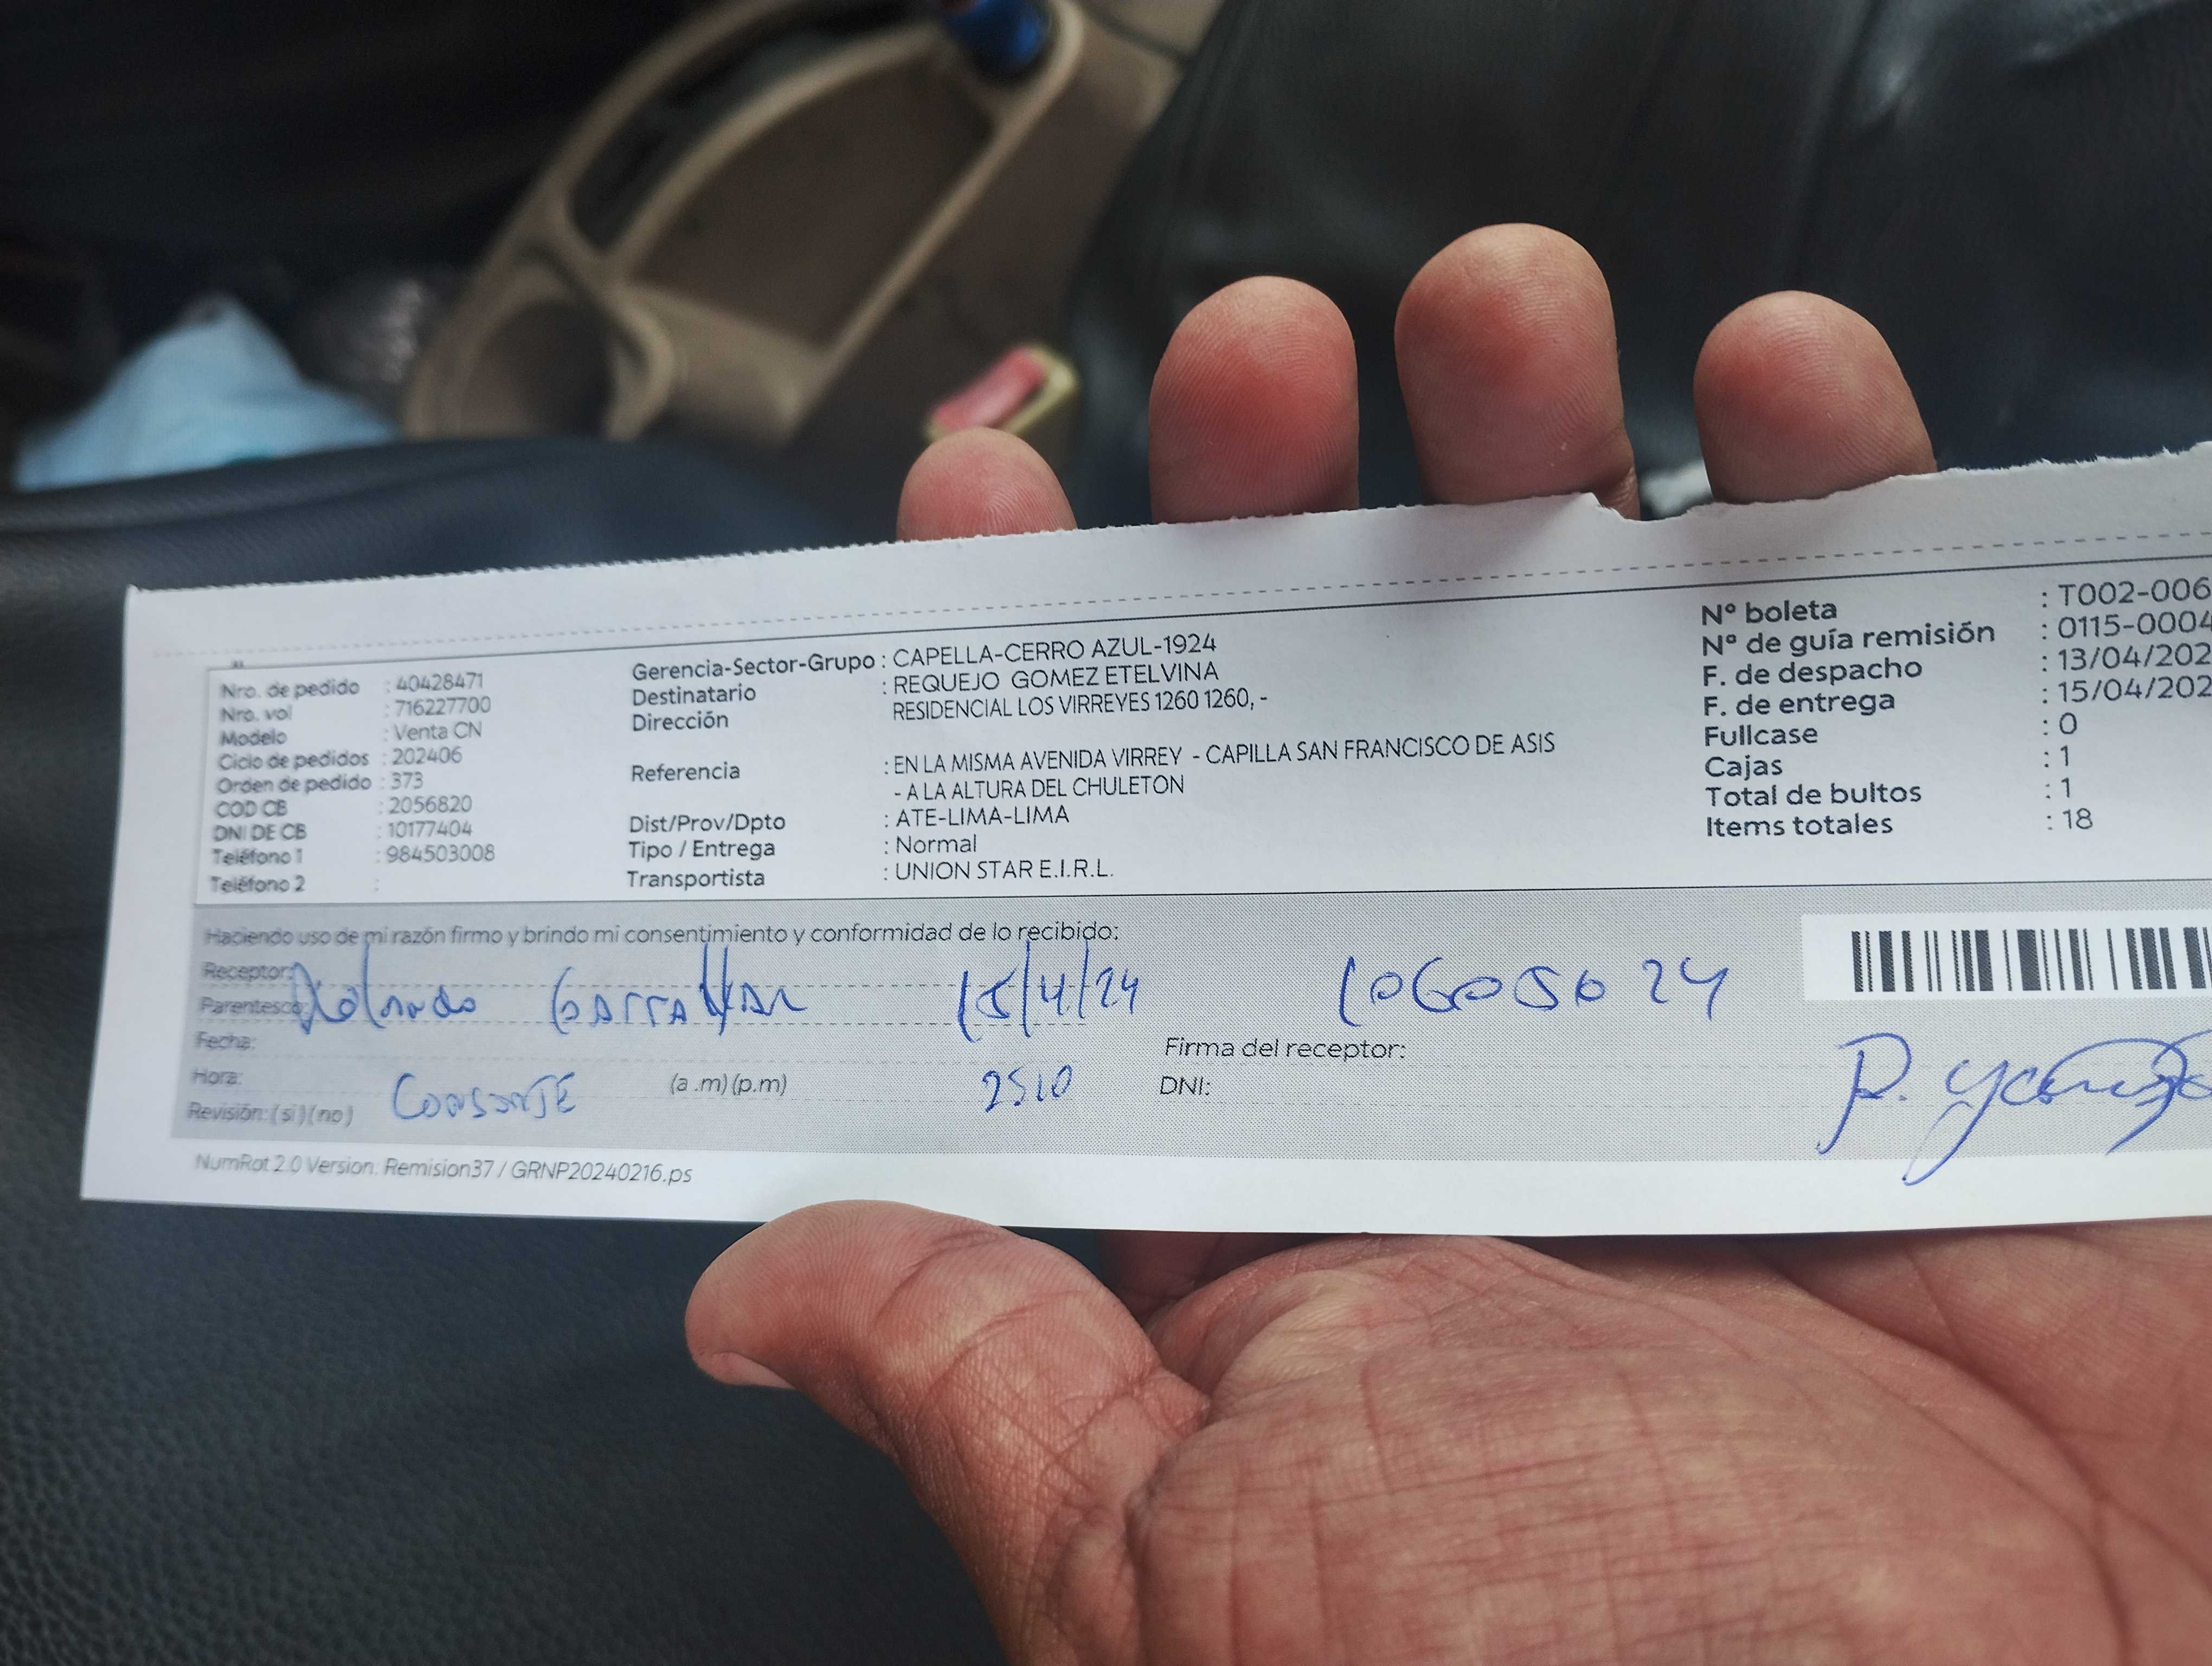 Nro. de pedido : 40428471
Nro. vol : 716227700
Modelo : Venta CN
Ciclo de pedidos : 202406
Orden de pedido : 373
COD CB : 2056820
DNI DE CB : 10177404
Teléfono 1 : 984503008
Teléfono 2 :
Gerencia-Sector-Grupo : CAPELLA-CERRO AZUL-1924
Destinatario : REQUEJO GOMEZ ETELVINA
Dirección RESIDENCIAL LOS VIRREYES 1260 1260, -
Referencia : EN LA MISMA AVENIDA VIRREY - CAPILLA SAN FRANCISCO DE ASIS
- A LA ALTURA DEL CHULETON
Dist/Prov/Dpto : ATE-LIMA-LIMA
Tipo / Entrega : Normal
Transportista : UNION STAR E.I.R.L.
Nº boleta : T002-006
Nº de guía remisión : 0115-0004
F. de despacho : 13/04/202
F. de entrega : 15/04/202
Fullcase : 0
Cajas : 1
Total de bultos : 1
Items totales : 18
Haciendo uso de mi razón firmo y brindo mi consentimiento y conformidad de lo recibido:
Receptor:
Parentesco: 15/4/24 10605024
Fecha: Firma del receptor:
Hora: (a .m) (p.m) 2510 DNI:
Revisión: ( si ) ( no )
NumRot 2.0 Version: Remision37 / GRNP20240216.ps